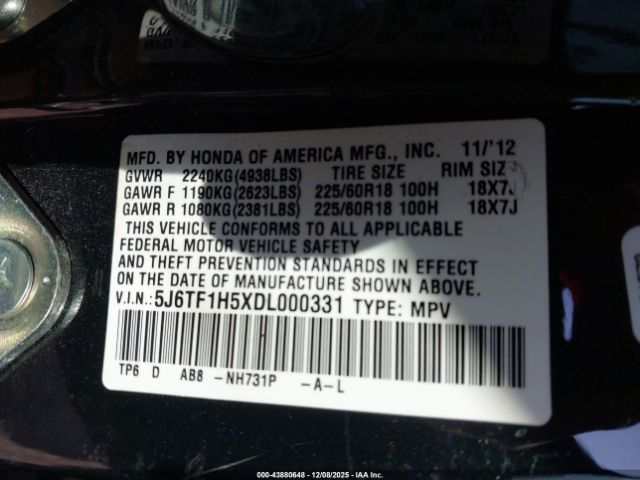 MFD. BY HONDA OF AMERICA MFG., INC. 11/'12
GVWR 2240KG(4938LBS) TIRE SIZE RIM SIZE
GAWR F 1190KG(2623LBS) 225/60R18 100H 18X7J
GAWR R 1080KG(2381LBS) 225/60R18 100H 18X7J
THIS VEHICLE CONFORMS TO ALL APPLICABLE
FEDERAL MOTOR VEHICLE SAFETY
AND THEFT PREVENTION STANDARDS IN EFFECT
ON THE DATE OF MANUFACTURE SHOWN ABOVE.
V.I.N.: 5J6TF1H5XDL000331 TYPE: MPV
TP6 D AB8 -NH731P -A-L
000-43880648 - 12/08/2025 - IAA Inc.